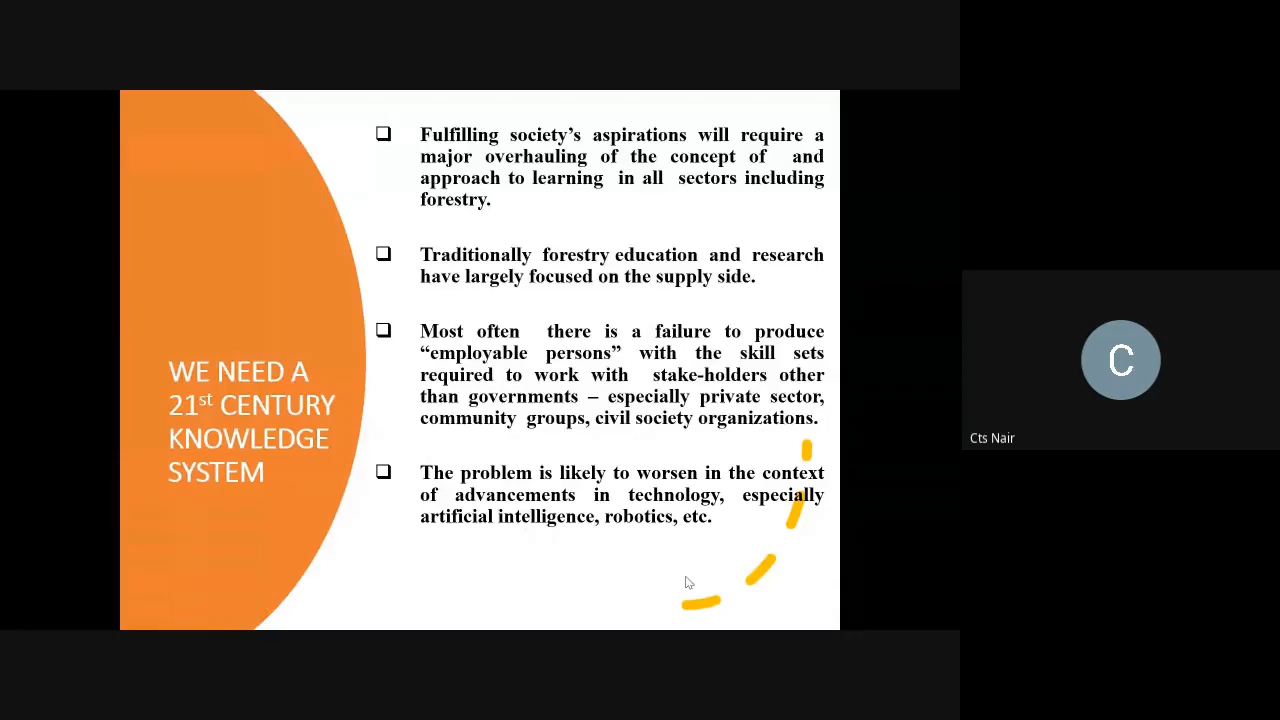 WE NEED A
21st CENTURY
KNOWLEDGE
SYSTEM
Fulfilling society’s aspirations will require a
major overhauling of the concept of and
approach to learning in all sectors including
forestry.
Traditionally forestry education and research
have largely focused on the supply side.
Most often there is a failure to produce
“employable persons” with the skill sets
required to work with stake-holders other
than governments – especially private sector,
community groups, civil society organizations.
The problem is likely to worsen in the context
of advancements in technology, especially
artificial intelligence, robotics, etc.
C
Cts Nair